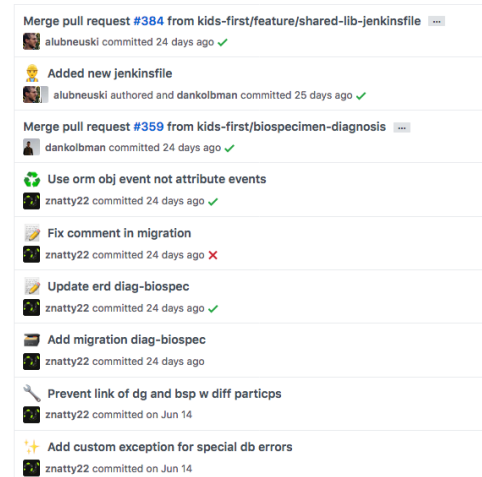 Merge pull request #384 from kids-first/feature/shared-lib-jenkinsfile ...
alubneuski committed 24 days ago ✓
Added new jenkinsfile
alubneuski authored and dankolbman committed 25 days ago ✓
Merge pull request #359 from kids-first/biospecimen-diagnosis ...
dankolbman committed 24 days ago ✓
Use orm obj event not attribute events
znatty22 committed 24 days ago ✓
Fix comment in migration
znatty22 committed 24 days ago ✗
Update erd diag-biospec
znatty22 committed 24 days ago ✓
Add migration diag-biospec
znatty22 committed 24 days ago
Prevent link of dg and bsp w diff particps
znatty22 committed on Jun 14
Add custom exception for special db errors
znatty22 committed on Jun 14